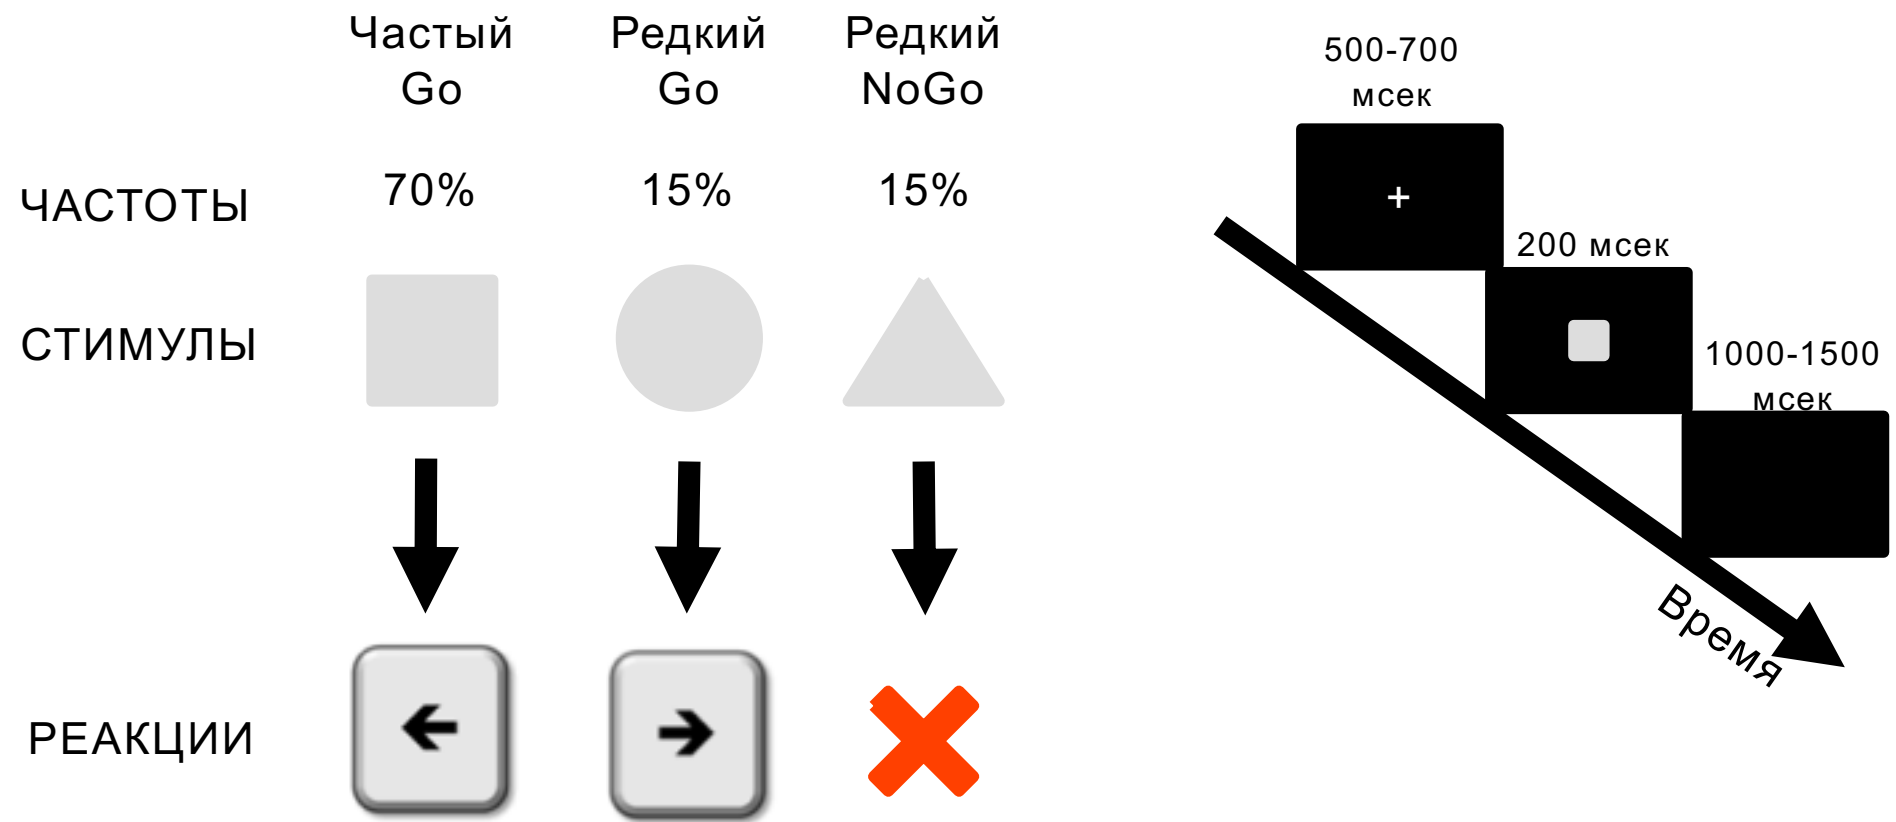 Частый
Go
Редкий
Go
Редкий
NoGo
ЧАСТОТЫ
70%
15%
15%
СТИМУЛЫ
РЕАКЦИИ
500-700
мсек
+
200 мсек
1000-1500
мсек
Время